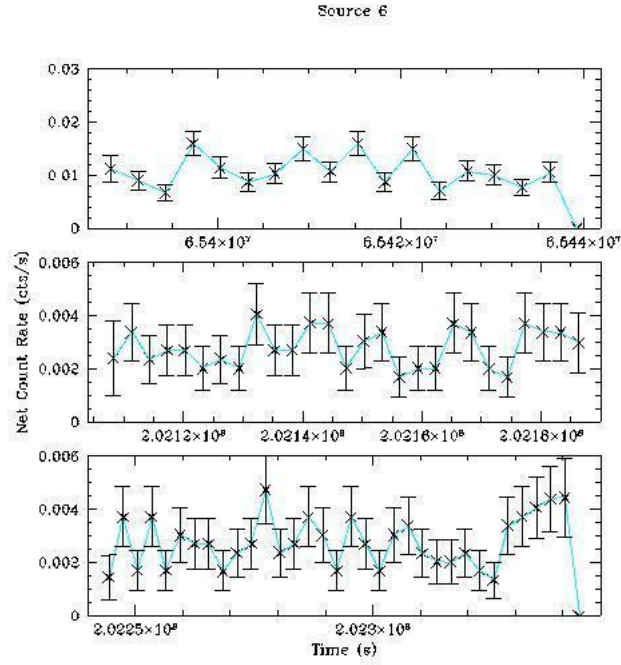 Source 6
0.03
0.02
0.01
0
6.54×10⁷ 6.542×10⁷ 6.544×10⁷
0.006
0.004
0.002
0
2.0212×10⁸ 2.0214×10⁸ 2.0216×10⁸ 2.0218×10⁸
0.006
0.004
0.002
0
2.0225×10⁸ 2.023×10⁸
Net Count Rate (cts/s)
Time (s)